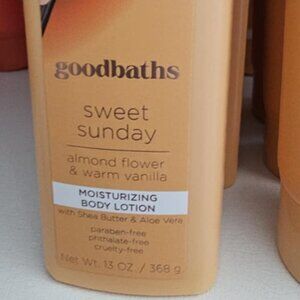 goodbaths
sweet
sunday
almond flower
& warm vanilla
MOISTURIZING
BODY LOTION
with Shea Butter & Aloe Vera
paraben-free
phthalate-free
cruelty-free
Net Wt. 13 OZ. / 368 g